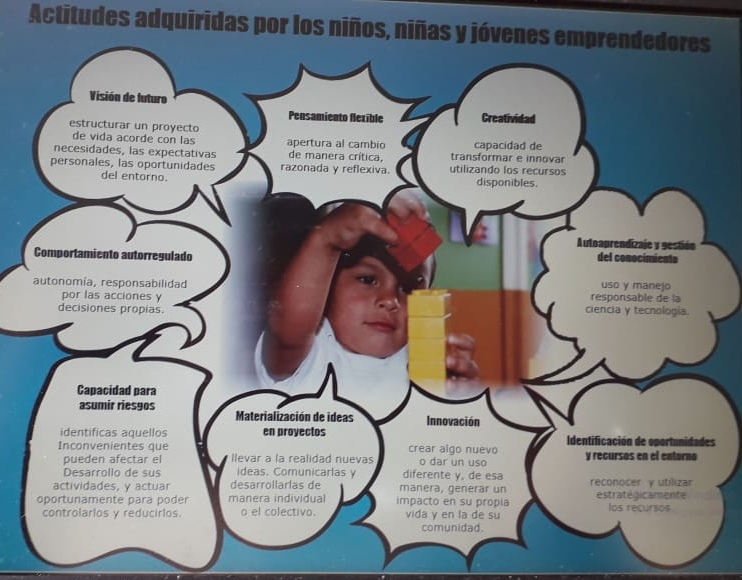 Actitudes adquiridas por los niños, niñas y jóvenes emprendedores
Visión de futuro
estructurar un proyecto
de vida acorde con las
necesidades, las expectativas
personales, las oportunidades
del entorno.
Pensamiento flexible
apertura al cambio
de manera crítica,
razonada y reflexiva.
Creatividad
capacidad de
transformar e innovar
utilizando los recursos
disponibles.
Comportamiento autorregulado
autonomía, responsabilidad
por las acciones y
decisiones propias.
Autoaprendizaje y gestión
del conocimiento
uso y manejo
responsable de la
ciencia y tecnología.
Capacidad para
asumir riesgos
identificas aquellos
Inconvenientes que
pueden afectar el
Desarrollo de sus
actividades, y actuar
oportunamente para poder
controlarlos y reducirlos.
Materialización de ideas
en proyectos
llevar a la realidad nuevas
ideas. Comunicarlas y
desarrollarlas de
manera individual
o el colectivo.
Innovación
crear algo nuevo
o dar un uso
diferente y, de esa
manera, generar un
impacto en su propia
vida y en la de su
comunidad.
Identificación de oportunidades
y recursos en el entorno
reconocer y utilizar
estratégicamente
los recursos.